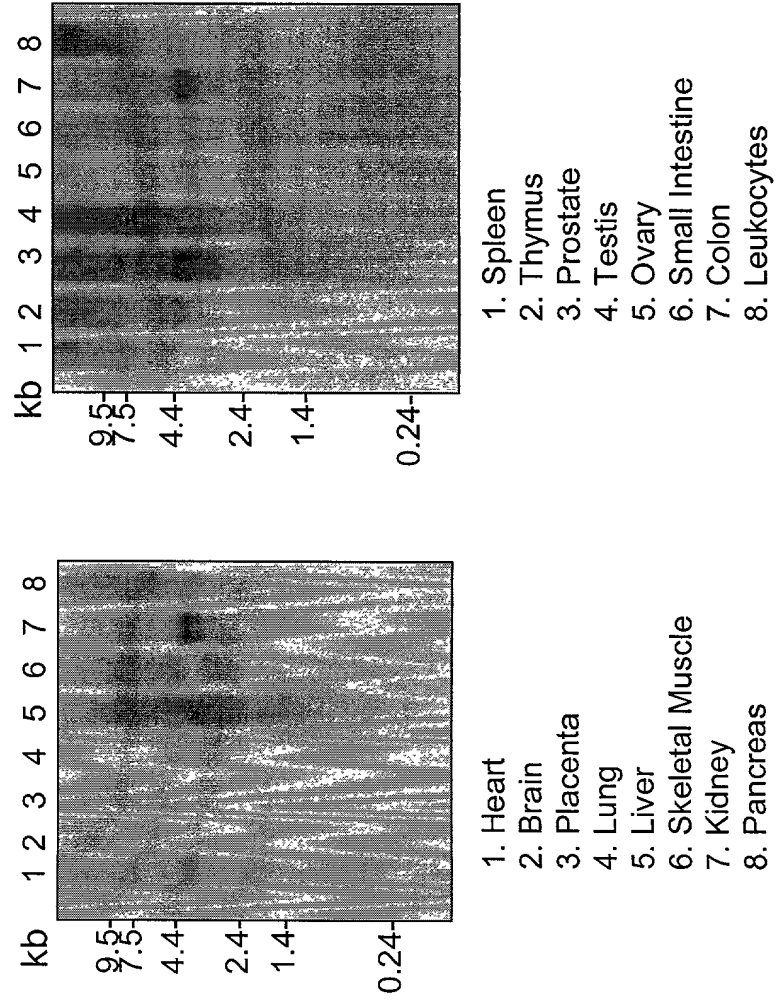 kb 1 2 3 4 5 6 7 8
9.5
7.5
4.4
2.4
1.4
0.24
1. Heart
2. Brain
3. Placenta
4. Lung
5. Liver
6. Skeletal Muscle
7. Kidney
8. Pancreas
kb 1 2 3 4 5 6 7 8
9.5
7.5
4.4
2.4
1.4
0.24
1. Spleen
2. Thymus
3. Prostate
4. Testis
5. Ovary
6. Small Intestine
7. Colon
8. Leukocytes